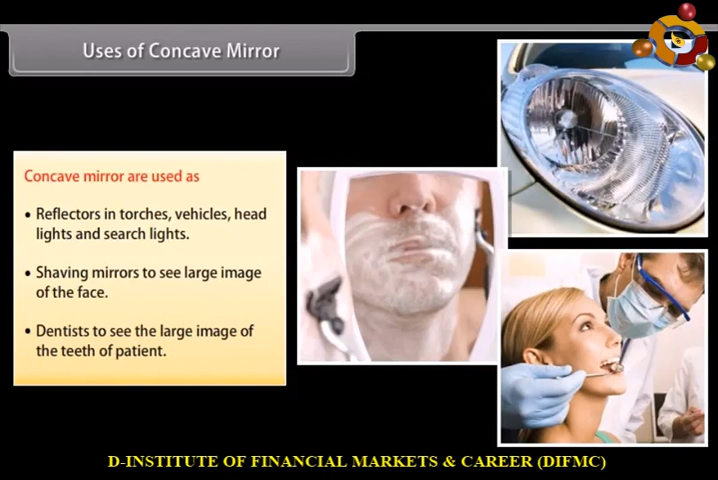 Uses of Concave Mirror
Concave mirror are used as
• Reflectors in torches, vehicles, head
lights and search lights.
• Shaving mirrors to see large image
of the face.
• Dentists to see the large image of
the teeth of patient.
D-INSTITUTE OF FINANCIAL MARKETS & CAREER (DIFMC)